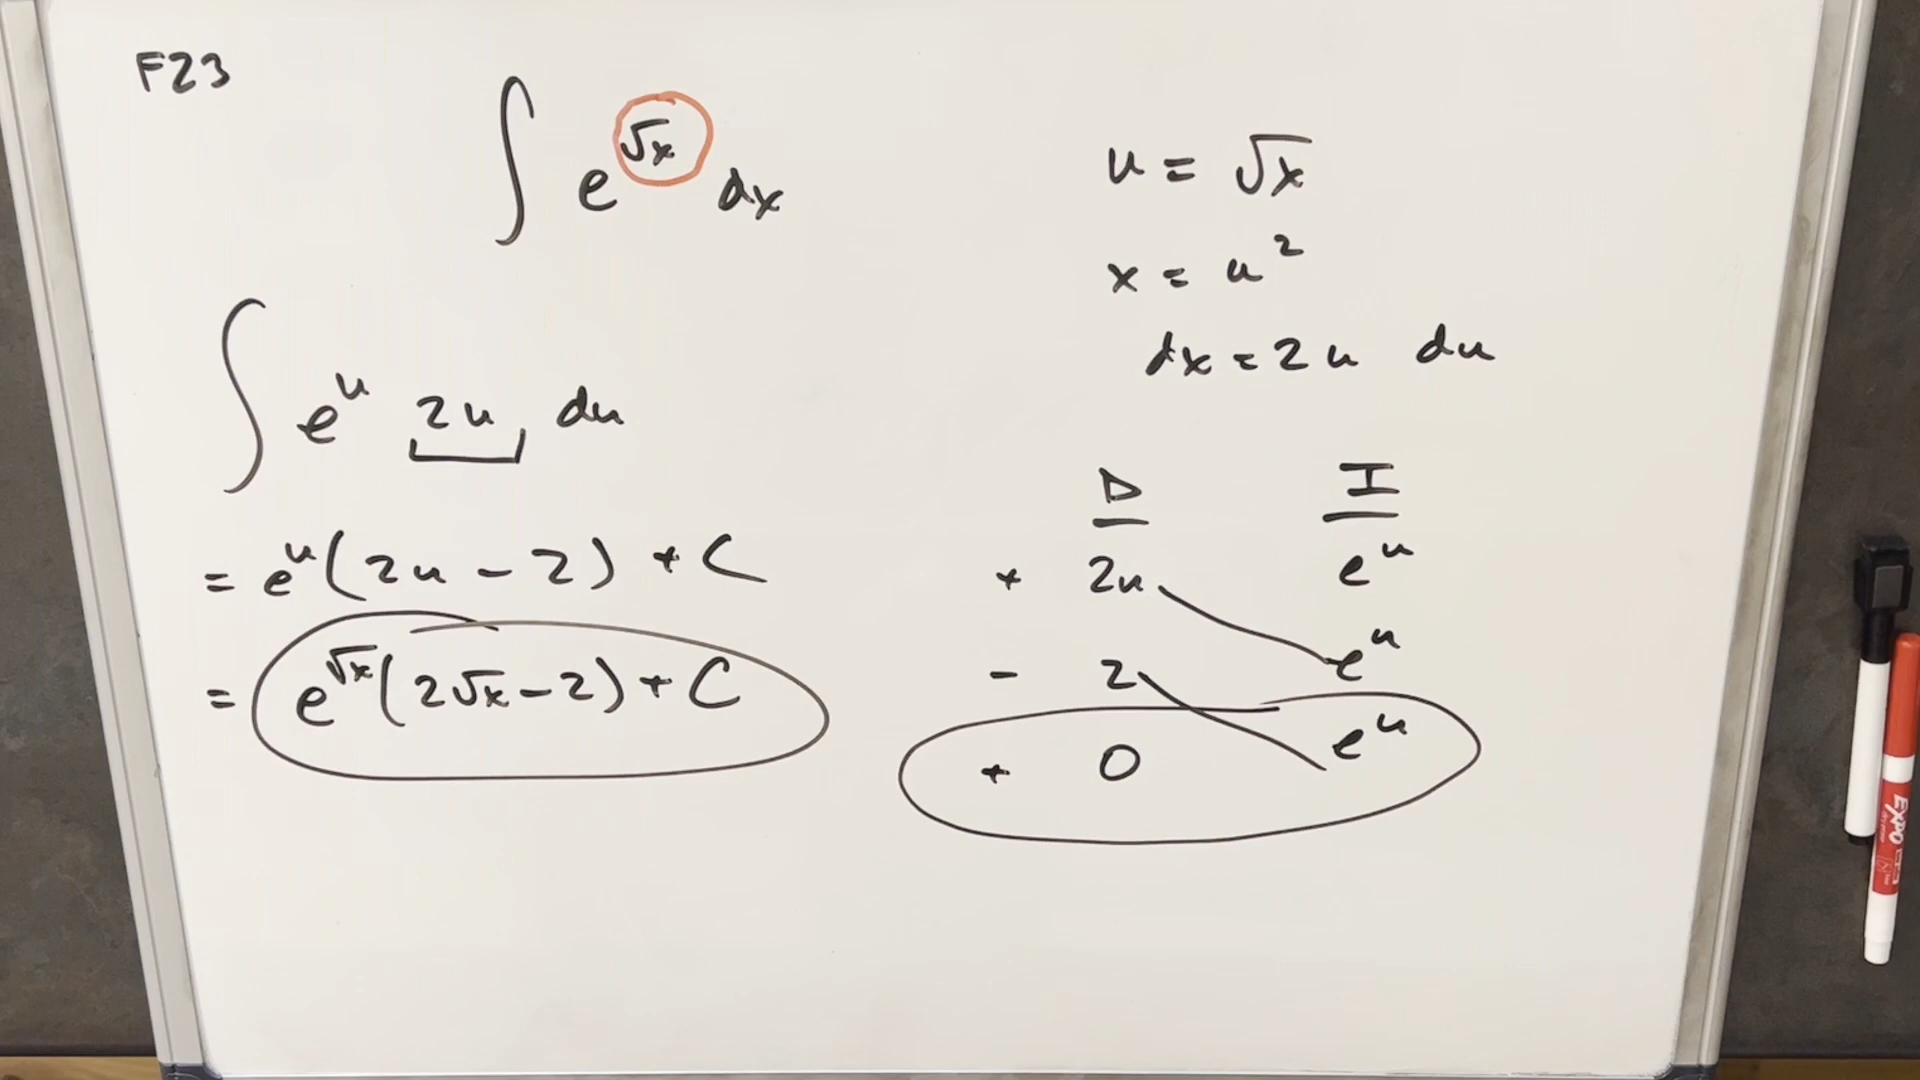 F23
∫ e^√x dx
u = √x
x = u²
dx = 2u du
∫ e^u 2u du
= e^u (2u - 2) + C
= e^√x (2√x - 2) + C
D I
+ 2u e^u
- 2 e^u
+ 0 e^u
EXPO